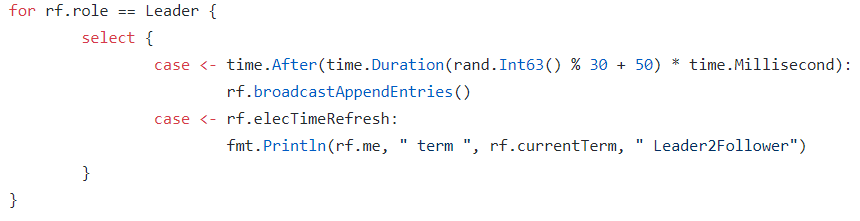 for rf.role == Leader {
        select {
                case <- time.After(time.Duration(rand.Int63() % 30 + 50) * time.Millisecond):
                        rf.broadcastAppendEntries()
                case <- rf.elecTimeRefresh:
                        fmt.Println(rf.me, " term ", rf.currentTerm, " Leader2Follower")
        }
}